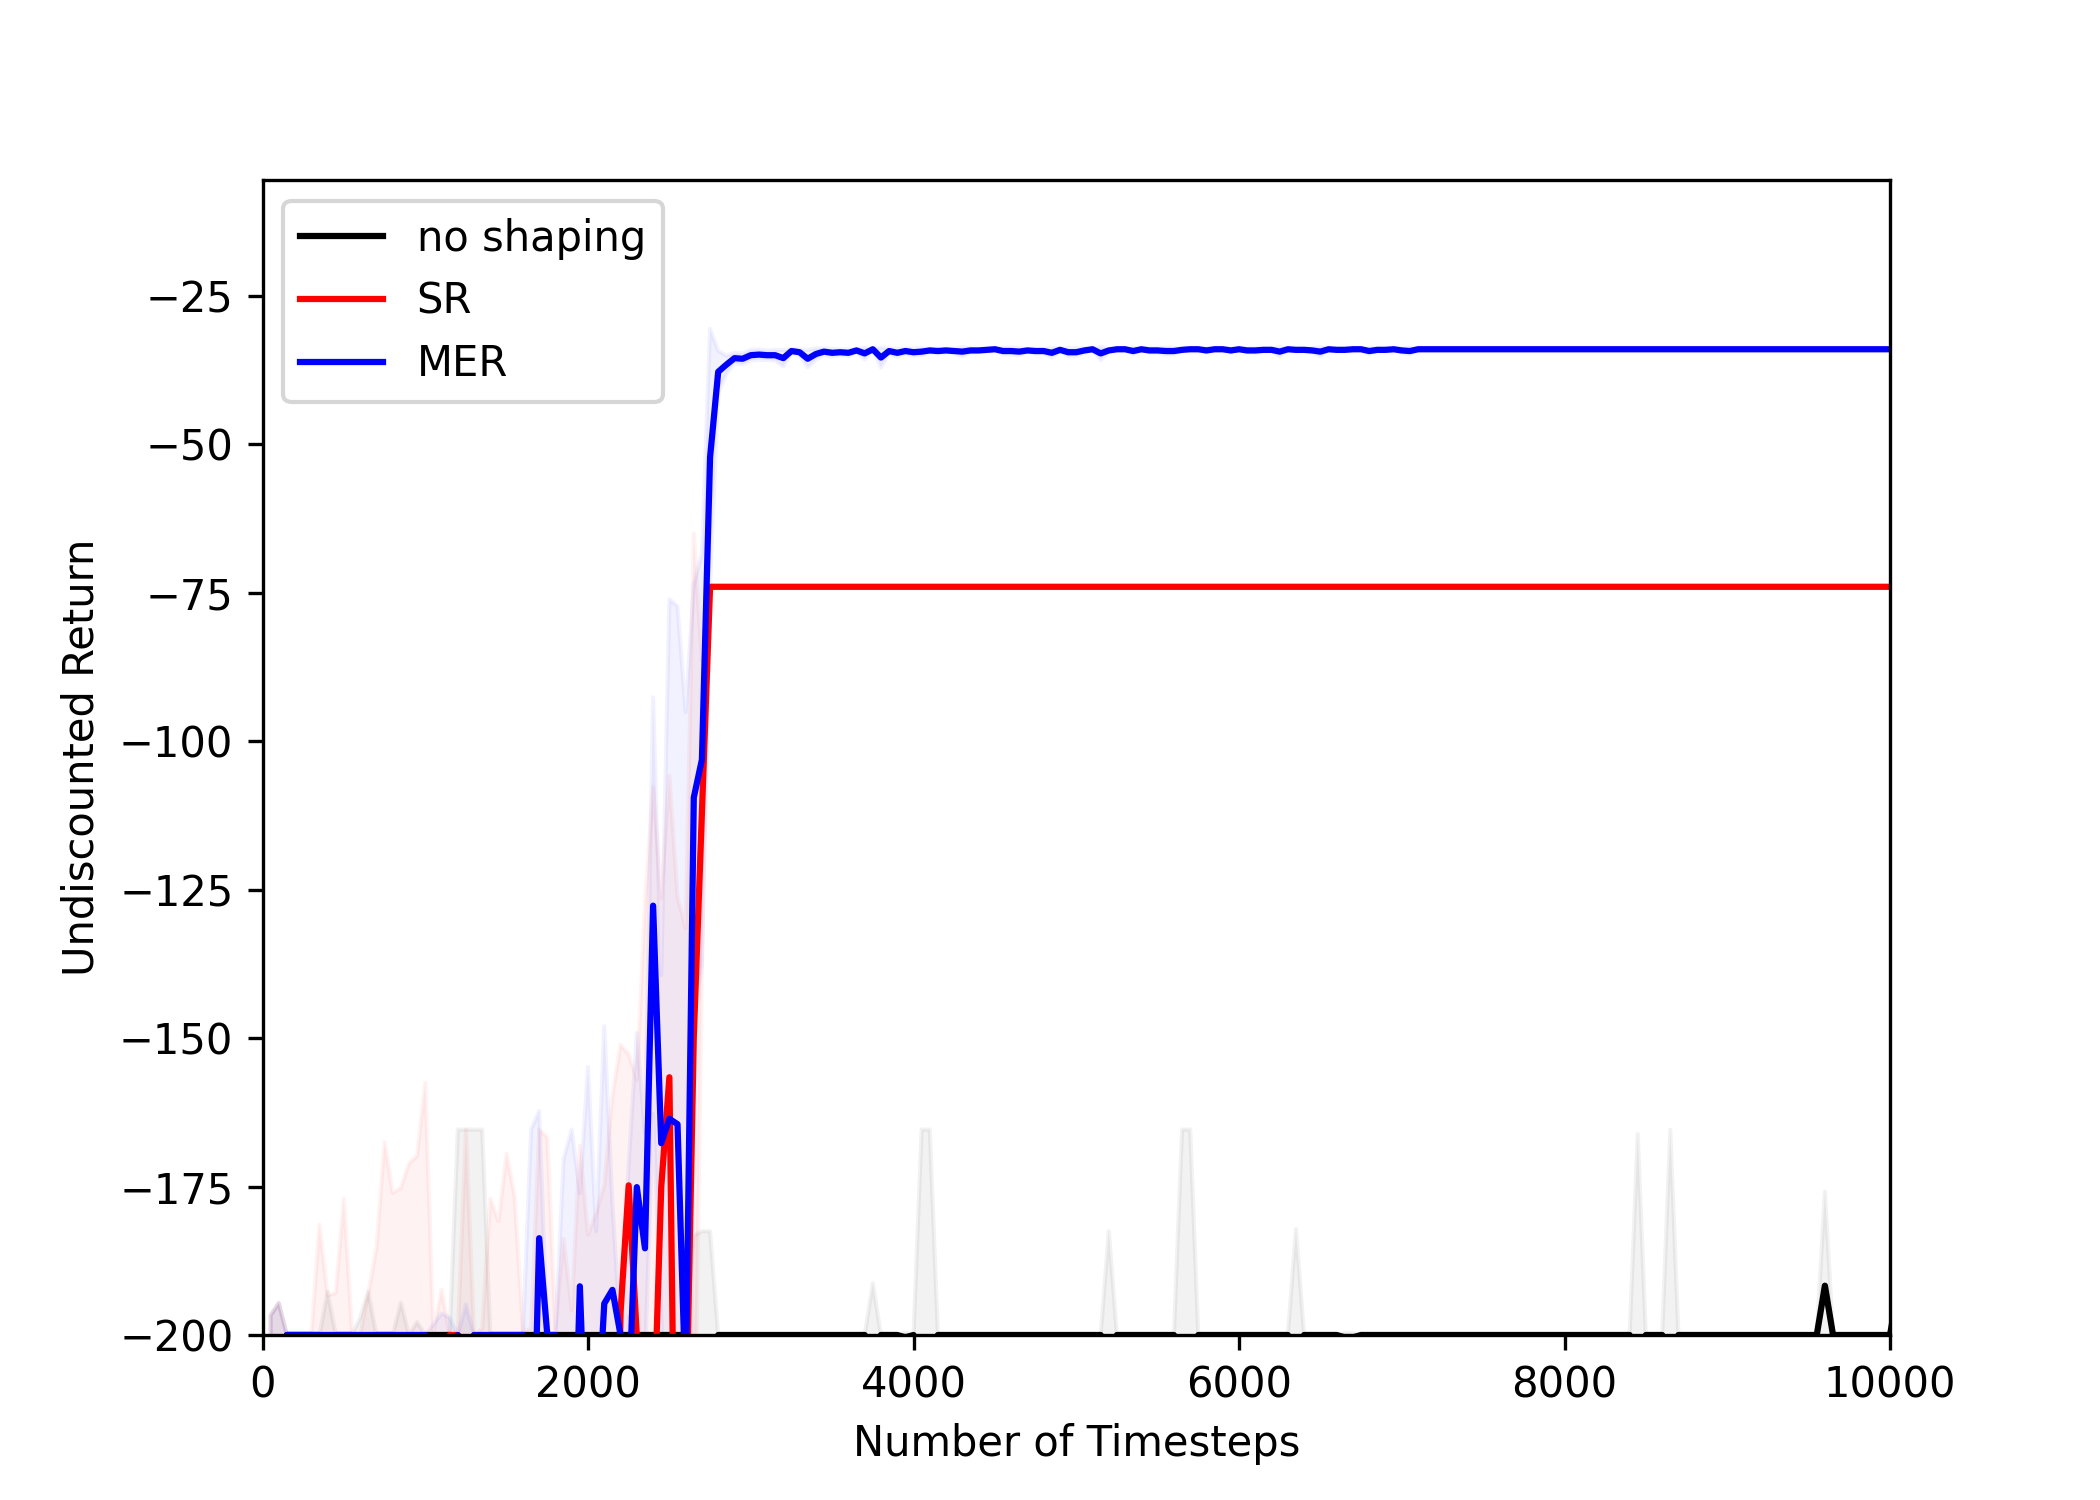 no shaping
SR
MER
−25
−50
−75
−100
−125
−150
−175
−200
Undiscounted Return
0 2000 4000 6000 8000 10000
Number of Timesteps